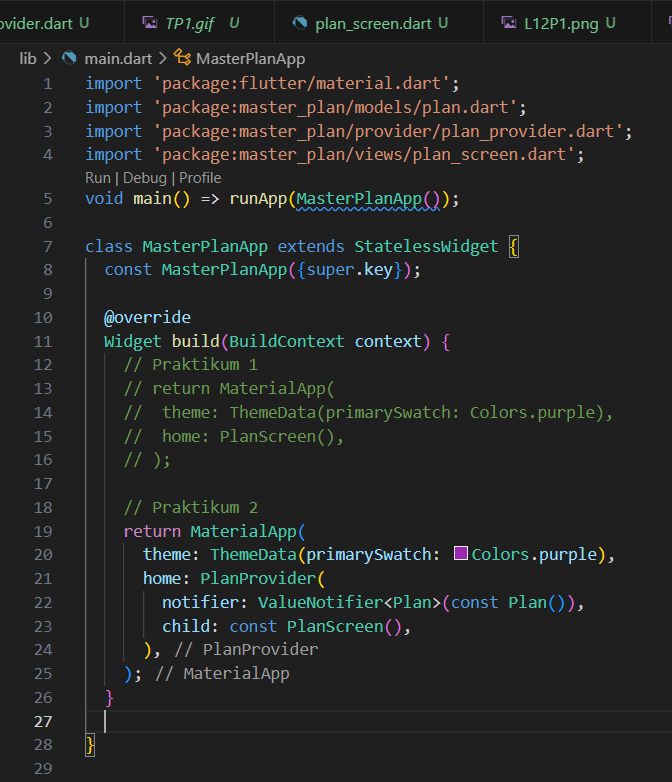 ovider.dart U TP1.gif U plan_screen.dart U L12P1.png U
lib > main.dart > MasterPlanApp
1 import 'package:flutter/material.dart';
2 import 'package:master_plan/models/plan.dart';
3 import 'package:master_plan/provider/plan_provider.dart';
4 import 'package:master_plan/views/plan_screen.dart';
Run | Debug | Profile
5 void main() => runApp(MasterPlanApp());
6
7 class MasterPlanApp extends StatelessWidget {
8   const MasterPlanApp({super.key});
9
10   @override
11   Widget build(BuildContext context) {
12     // Praktikum 1
13     // return MaterialApp(
14     //  theme: ThemeData(primarySwatch: Colors.purple),
15     //  home: PlanScreen(),
16     // );
17
18     // Praktikum 2
19     return MaterialApp(
20       theme: ThemeData(primarySwatch: Colors.purple),
21       home: PlanProvider(
22         notifier: ValueNotifier<Plan>(const Plan()),
23         child: const PlanScreen(),
24       ), // PlanProvider
25     ); // MaterialApp
26   }
27
28 }
29